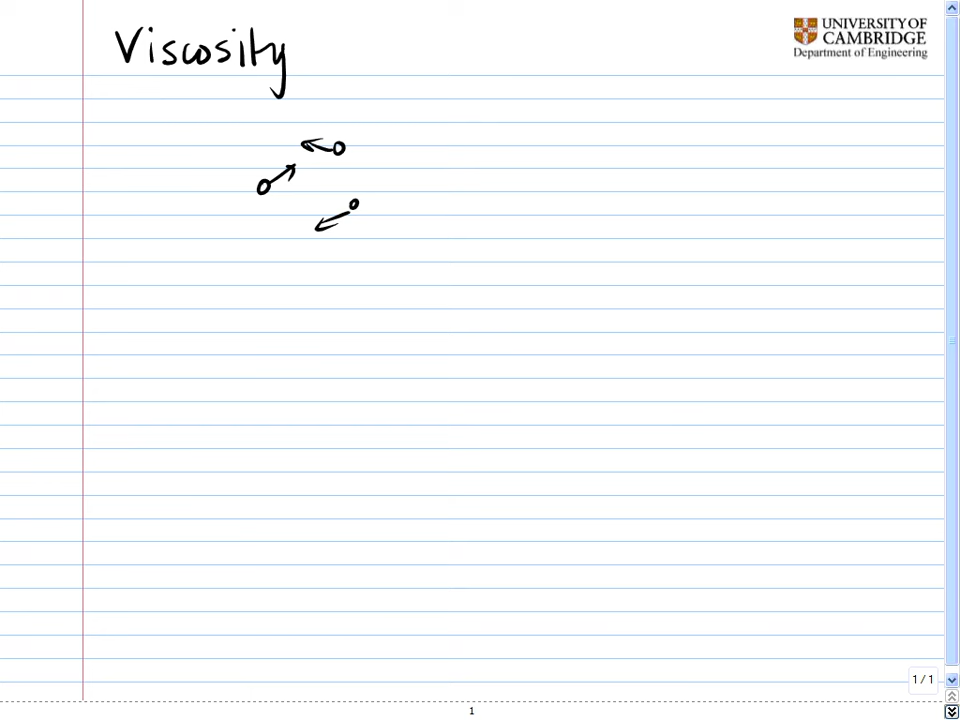 Viscosity
UNIVERSITY OF
CAMBRIDGE
Department of Engineering
1 / 1
1